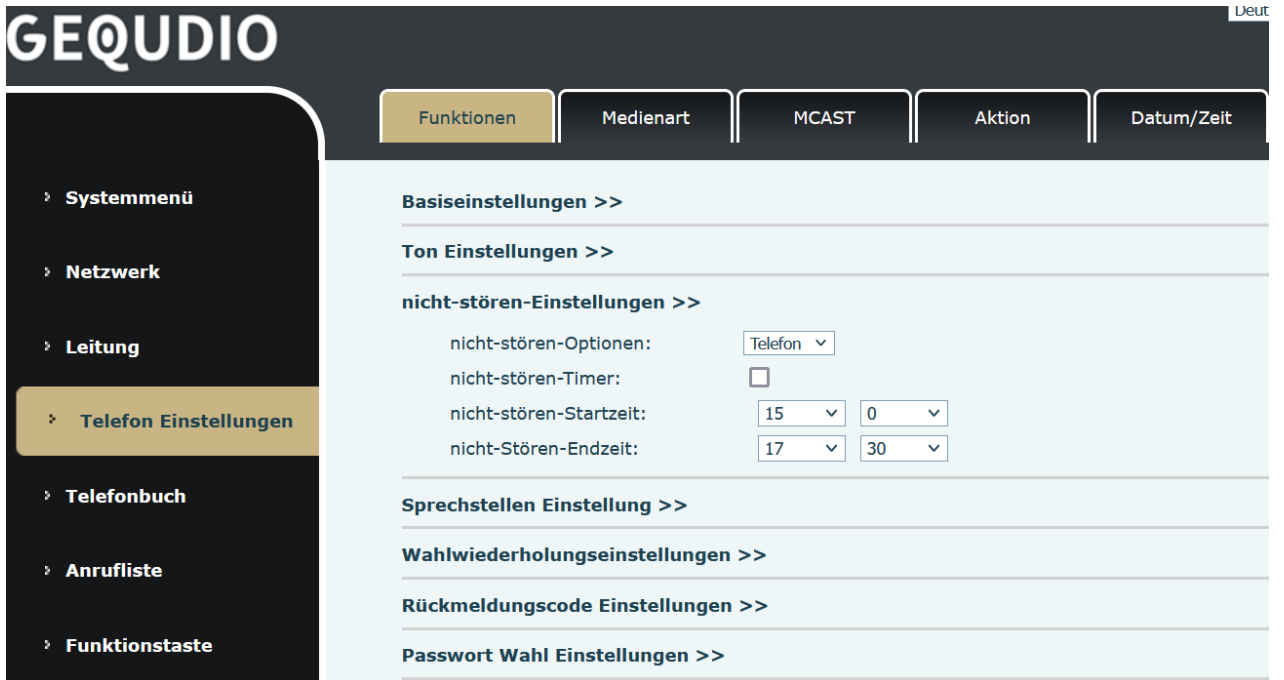 Deut
GEQUDIO
Funktionen Medienart MCAST Aktion Datum/Zeit
Systemmenü
Netzwerk
Leitung
Telefon Einstellungen
Telefonbuch
Anrufliste
Funktionstaste
Basiseinstellungen >>
Ton Einstellungen >>
nicht-stören-Einstellungen >>
nicht-stören-Optionen: Telefon
nicht-stören-Timer:
nicht-stören-Startzeit: 15 0
nicht-Stören-Endzeit: 17 30
Sprechstellen Einstellung >>
Wahlwiederholungseinstellungen >>
Rückmeldungscode Einstellungen >>
Passwort Wahl Einstellungen >>